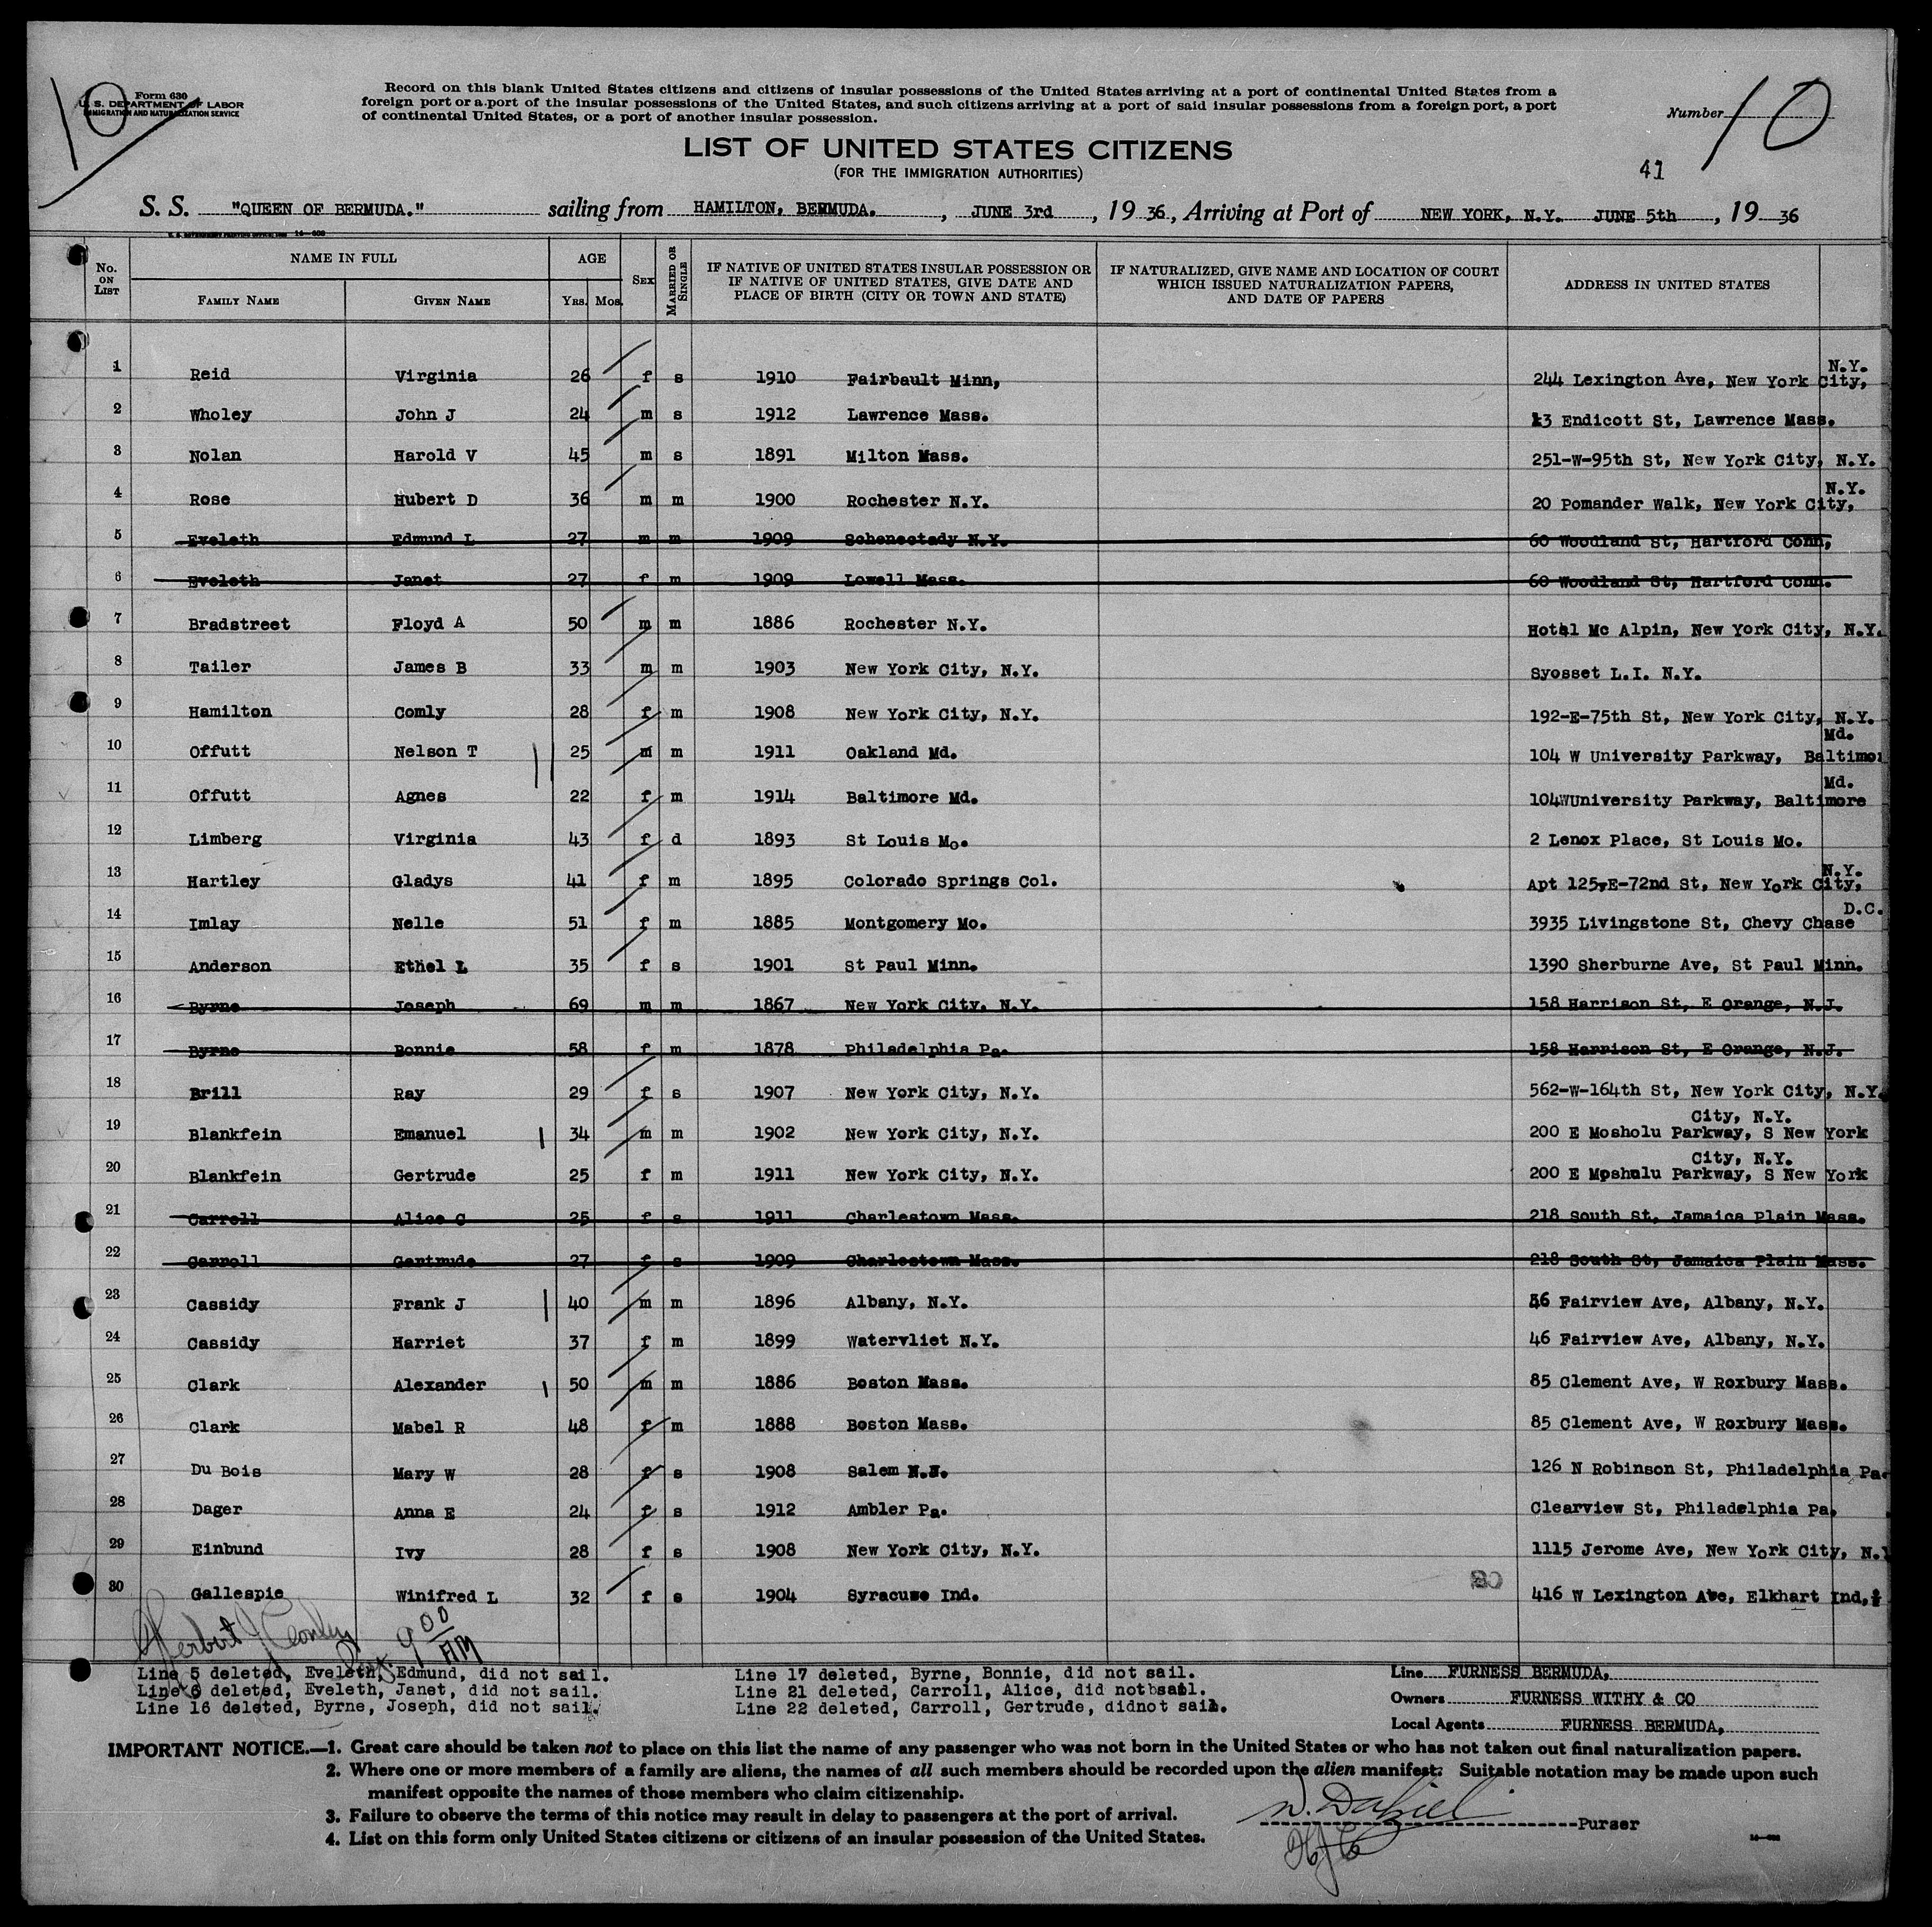 10
Form 630
U. S. DEPARTMENT OF LABOR
IMMIGRATION AND NATURALIZATION SERVICE
Record on this blank United States citizens and citizens of insular possessions of the United States arriving at a port of continental United States from a
foreign port or a port of the insular possessions of the United States, and such citizens arriving at a port of said insular possessions from a foreign port, a port
of continental United States, or a port of another insular possession.
Number 10
LIST OF UNITED STATES CITIZENS
(FOR THE IMMIGRATION AUTHORITIES)
41
S. S. "QUEEN OF BERMUDA." sailing from HAMILTON, BERMUDA. , JUNE 3rd , 19 36 , Arriving at Port of NEW YORK, N.Y. JUNE 5th , 19 36
No. ON LIST
NAME IN FULL
FAMILY NAME
GIVEN NAME
AGE
YRS. MOS.
SEX
MARRIED OR SINGLE
IF NATIVE OF UNITED STATES INSULAR POSSESSION OR
IF NATIVE OF UNITED STATES, GIVE DATE AND
PLACE OF BIRTH (CITY OR TOWN AND STATE)
IF NATURALIZED, GIVE NAME AND LOCATION OF COURT
WHICH ISSUED NATURALIZATION PAPERS,
AND DATE OF PAPERS
ADDRESS IN UNITED STATES
1 Reid Virginia 26 f s 1910 Fairbault Minn, 244 Lexington Ave, New York City, N.Y.
2 Wholey John J 24 m s 1912 Lawrence Mass. 13 Endicott St, Lawrence Mass.
3 Nolan Harold V 45 m s 1891 Milton Mass. 251-W-95th St, New York City, N.Y.
4 Rose Hubert D 36 m m 1900 Rochester N.Y. 20 Pomander Walk, New York City, N.Y.
5 Eveleth Edmund L 27 m m 1909 Schenectady N.Y. 60 Woodland St, Hartford Conn,
6 Eveleth Janet 27 f m 1909 Lowell Mass. 60 Woodland St, Hartford Conn.
7 Bradstreet Floyd A 50 m m 1886 Rochester N.Y. Hotel Mc Alpin, New York City, N.Y.
8 Tailer James B 33 m m 1903 New York City, N.Y. Syosset L.I. N.Y.
9 Hamilton Comly 28 f m 1908 New York City, N.Y. 192-E-75th St, New York City, N.Y.
10 Offutt Nelson T 25 m m 1911 Oakland Md. 104 W University Parkway, Baltimor Md.
11 Offutt Agnes 22 f m 1914 Baltimore Md. 104WUniversity Parkway, Baltimore Md.
12 Limberg Virginia 43 f d 1893 St Louis Mo. 2 Lenox Place, St Louis Mo.
13 Hartley Gladys 41 f m 1895 Colorado Springs Col. Apt 125,E-72nd St, New York City, N.Y.
14 Imlay Nelle 51 f m 1885 Montgomery Mo. 3935 Livingstone St, Chevy Chase D.C.
15 Anderson Ethel L 35 f s 1901 St Paul Minn. 1390 Sherburne Ave, St Paul Minn.
16 Byrne Joseph 69 m m 1867 New York City, N.Y. 158 Harrison St, E Orange, N.J.
17 Byrne Bonnie 58 f m 1878 Philadelphia Pa. 158 Harrison St, E Orange, N.J.
18 Brill Ray 29 f s 1907 New York City, N.Y. 562-W-164th St, New York City, N.Y.
19 Blankfein Emanuel 34 m m 1902 New York City, N.Y. 200 E Mosholu Parkway, S New York City, N.Y.
20 Blankfein Gertrude 25 f m 1911 New York City, N.Y. 200 E Moshulu Parkway, S New York City, N.Y.
21 Carroll Alice C 25 f s 1911 Charlestown Mass. 218 South St, Jamaica Plain Mass.
22 Carroll Gertrude 27 f s 1909 Charlestown Mass. 218 South St, Jamaica Plain Mass.
23 Cassidy Frank J 40 m m 1896 Albany, N.Y. 46 Fairview Ave, Albany, N.Y.
24 Cassidy Harriet 37 f m 1899 Watervliet N.Y. 46 Fairview Ave, Albany, N.Y.
25 Clark Alexander 50 m m 1886 Boston Mass. 85 Clement Ave, W Roxbury Mass.
26 Clark Mabel R 48 f m 1888 Boston Mass. 85 Clement Ave, W Roxbury Mass.
27 Du Bois Mary W 28 f s 1908 Salem N.J. 126 N Robinson St, Philadelphia Pa.
28 Dager Anna E 24 f s 1912 Ambler Pa. Clearview St, Philadelphia Pa.
29 Einbund Ivy 28 f s 1908 New York City, N.Y. 1115 Jerome Ave, New York City, N.Y
30 Gallespie Winifred L 32 f s 1904 Syracuse Ind. 416 W Lexington Ave, Elkhart Ind,
Herbert J Conley
9 00 AM
Line 5 deleted, Eveleth, Edmund, did not sail.
Line 6 deleted, Eveleth, Janet, did not sail.
Line 16 deleted, Byrne, Joseph, did not sail.
Line 17 deleted, Byrne, Bonnie, did not sail.
Line 21 deleted, Carroll, Alice, did not sail.
Line 22 deleted, Carroll, Gertrude, didnot sail.
Line FURNESS BERMUDA,
Owners FURNESS WITHY & CO
Local Agents FURNESS BERMUDA,
IMPORTANT NOTICE.—1. Great care should be taken not to place on this list the name of any passenger who was not born in the United States or who has not taken out final naturalization papers.
2. Where one or more members of a family are aliens, the names of all such members should be recorded upon the alien manifest. Suitable notation may be made upon such
manifest opposite the names of those members who claim citizenship.
3. Failure to observe the terms of this notice may result in delay to passengers at the port of arrival.
4. List on this form only United States citizens or citizens of an insular possession of the United States.
Purser